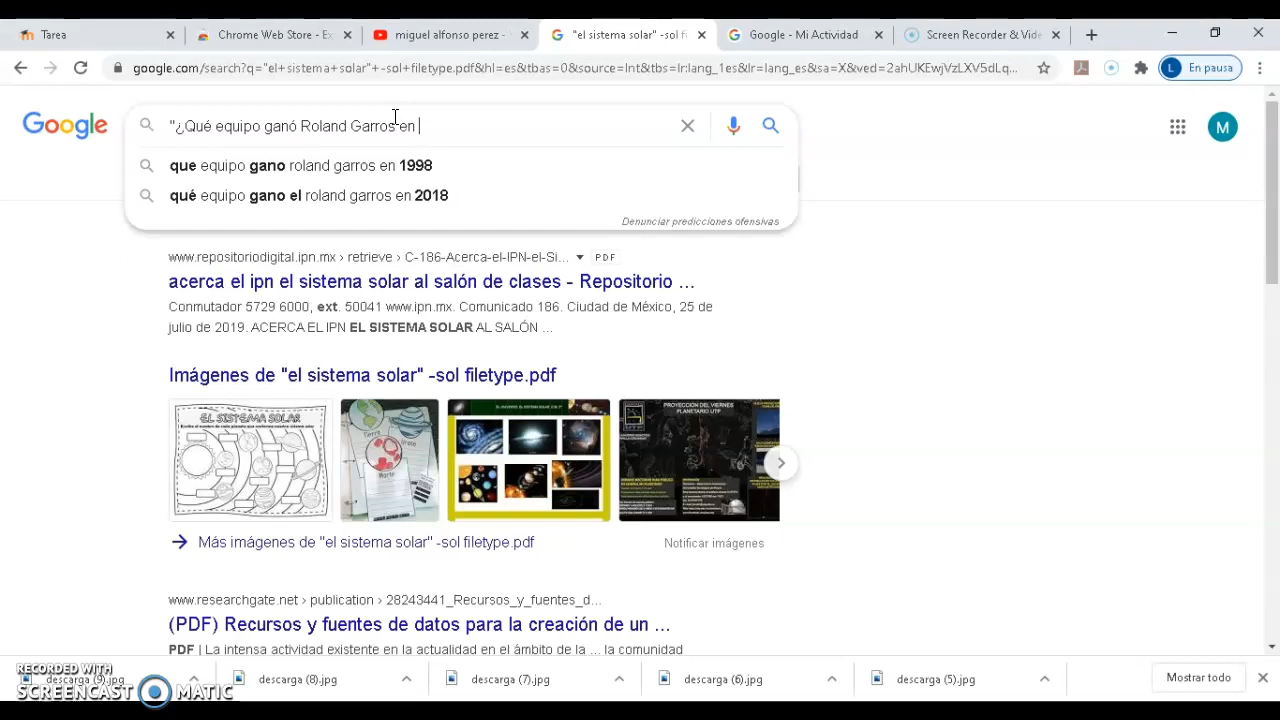 Tarea
Chrome Web Store - Ex
miguel alfonso perez -
"el sistema solar" -sol f
Google - Mi Actividad
Screen Recorder & Vide
google.com/search?q="el+sistema+solar"+-sol+filetype.pdf&hl=es&tbas=0&source=lnt&tbs=lr:lang_1es&lr=lang_es&sa=X&ved=2ahUKEwjVzLXV5dLq...
L En pausa
Google
"¿Qué equipo ganó Roland Garros en
M
que equipo gano roland garros en 1998
qué equipo gano el roland garros en 2018
Denunciar predicciones ofensivas
www.repositoriodigital.ipn.mx › retrieve › C-186-Acerca-el-IPN-el-Si... PDF
acerca el ipn el sistema solar al salón de clases - Repositorio ...
Conmutador 5729 6000, ext. 50041 www.ipn.mx. Comunicado 186. Ciudad de México, 25 de
julio de 2019. ACERCA EL IPN EL SISTEMA SOLAR AL SALÓN ...
Imágenes de "el sistema solar" -sol filetype.pdf
EL SISTEMA SOLAR
PROYECCIÓN DEL VIERNES
PLANETARIO UTP
Más imágenes de "el sistema solar" -sol filetype.pdf
Notificar imágenes
www.researchgate.net › publication › 28243441_Recursos_y_fuentes_d...
(PDF) Recursos y fuentes de datos para la creación de un ...
PDF | La intensa actividad existente en la actualidad en el ámbito de la ... la comunidad
descarga (9).jpg
descarga (8).jpg
descarga (7).jpg
descarga (6).jpg
descarga (5).jpg
Mostrar todo
RECORDED WITH
SCREENCAST MATIC